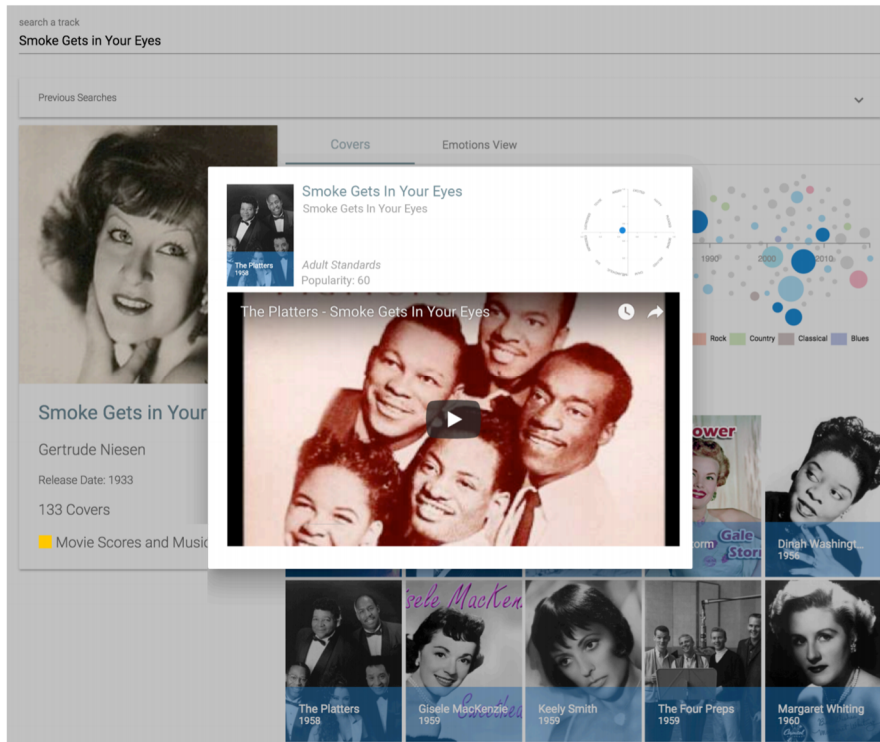 search a track
Smoke Gets in Your Eyes
Previous Searches
Covers
Emotions View
Smoke Gets in Your
Gertrude Niesen
Release Date: 1933
133 Covers
Movie Scores and Music
Smoke Gets In Your Eyes
Smoke Gets In Your Eyes
The Platters
1958
Adult Standards
Popularity: 60
The Platters - Smoke Gets In Your Eyes
1990
2000
2010
Rock
Country
Classical
Blues
Gale
Storm
Dinah Washingt...
1956
The Platters
1958
Gisele MacKenzie
1959
Keely Smith
1959
The Four Preps
1959
Margaret Whiting
1960